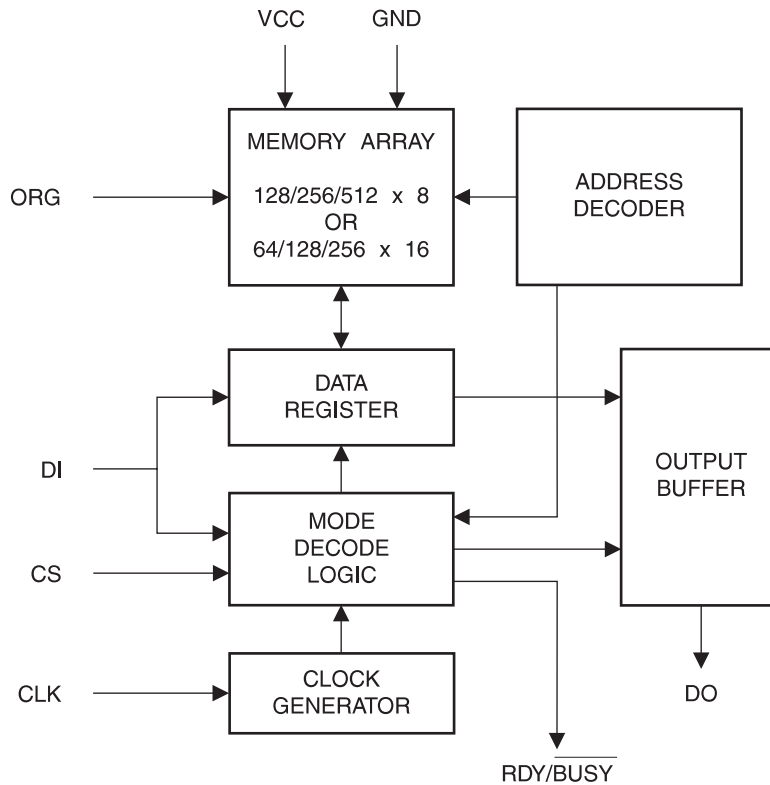 VCC
GND
MEMORY ARRAY
128/256/512 x 8
OR
64/128/256 x 16
ADDRESS
DECODER
ORG
DATA
REGISTER
DI
OUTPUT
BUFFER
MODE
DECODE
LOGIC
CS
CLOCK
GENERATOR
CLK
DO
RDY/BUSY